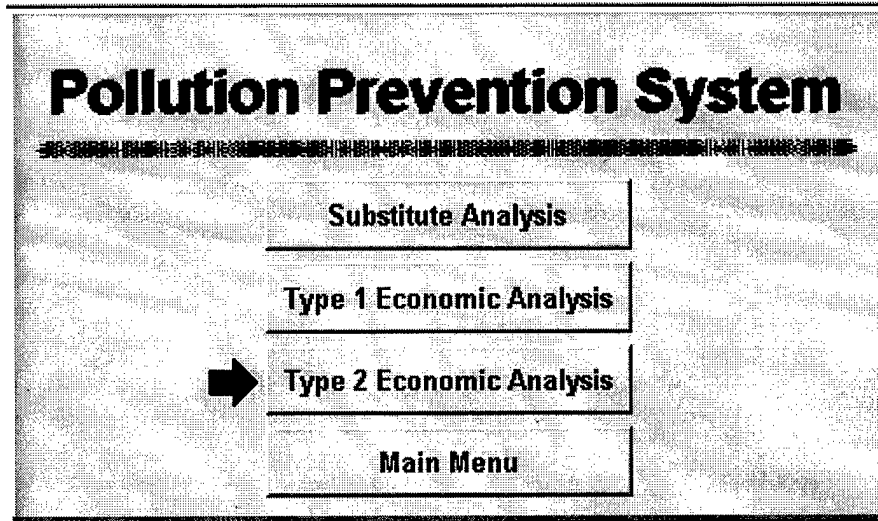 Pollution Prevention System
Substitute Analysis
Type 1 Economic Analysis
Type 2 Economic Analysis
Main Menu